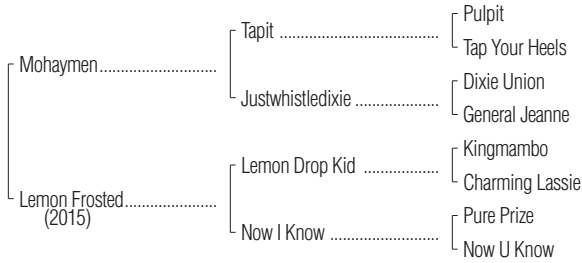 Pulpit
Tapit ............................
Tap Your Heels
Mohaymen............................
Dixie Union
Justwhistledixie ....................
General Jeanne
Kingmambo
Lemon Drop Kid ..................
Charming Lassie
Lemon Frosted......................
(2015)
Pure Prize
Now I Know ..........................
Now U Know